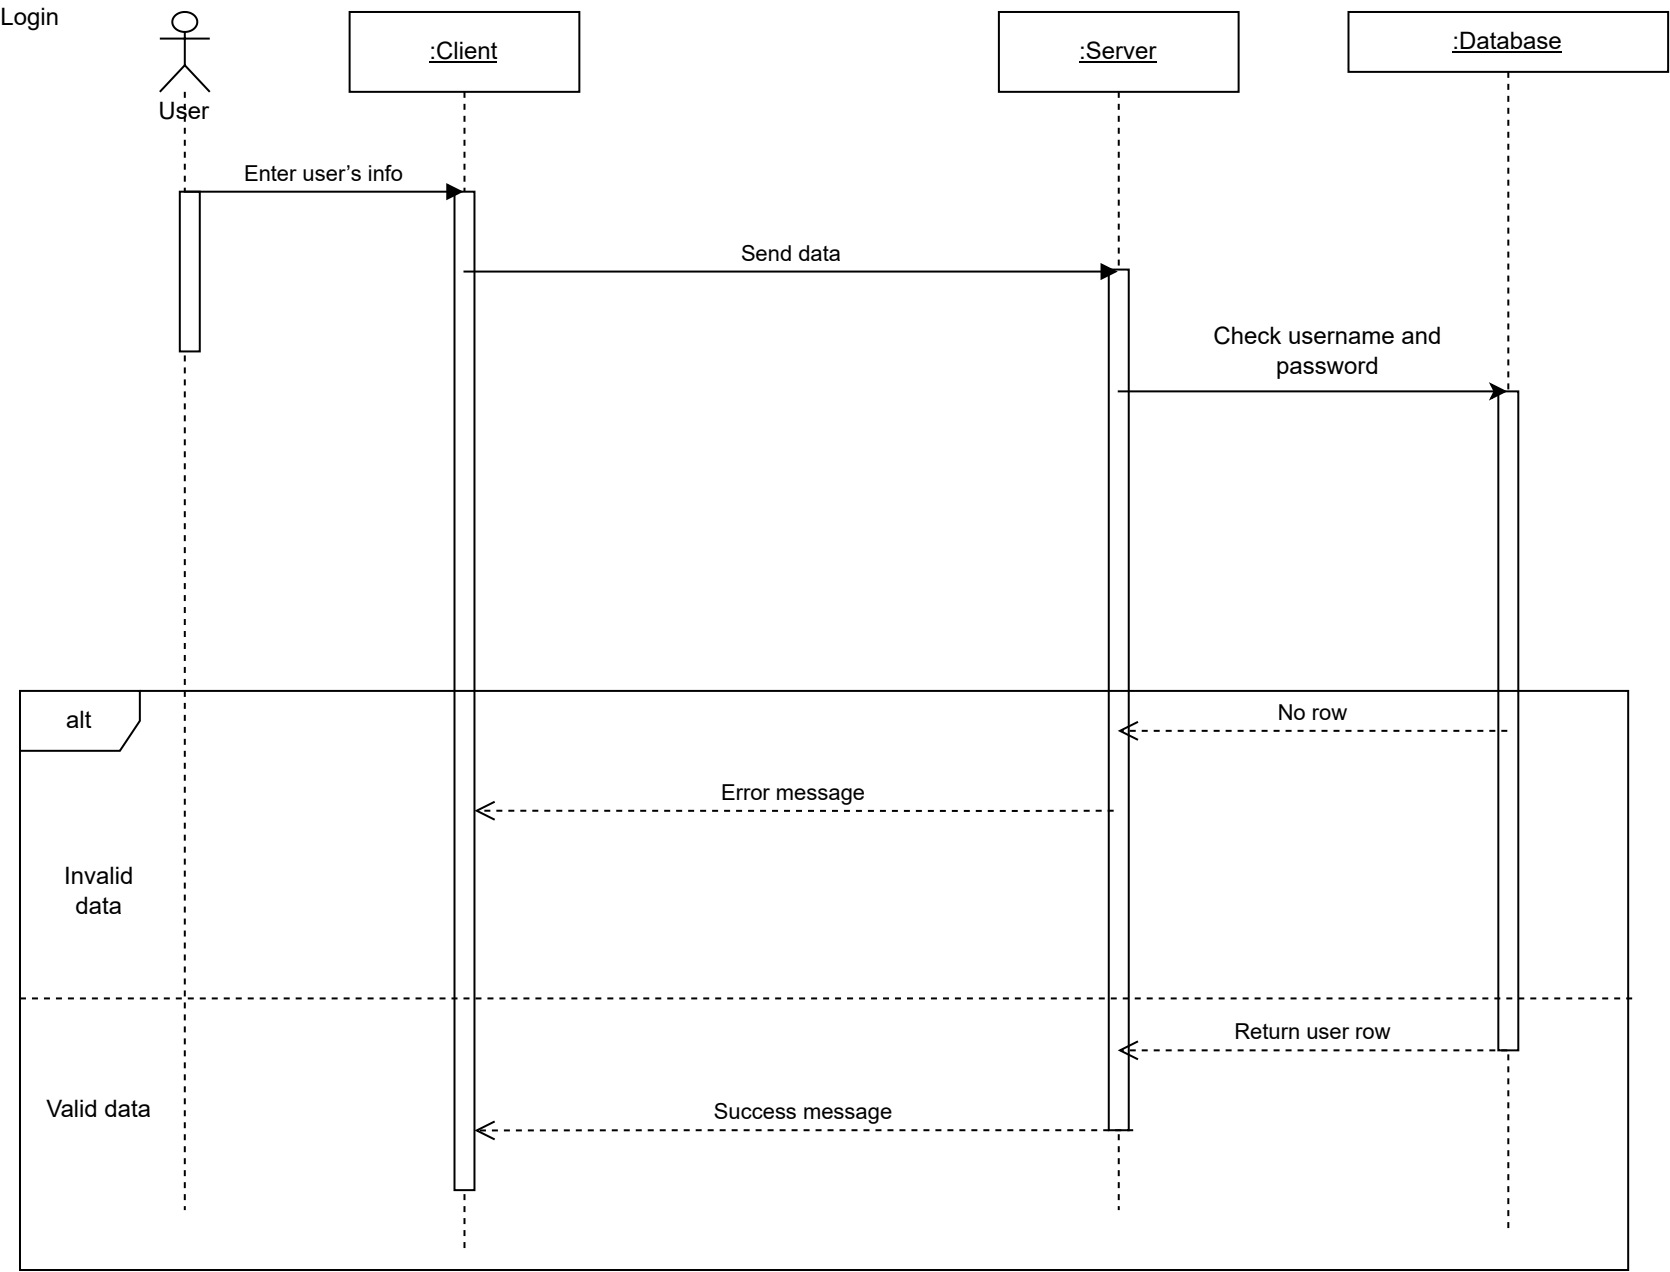 Login
User
:Client
:Server
:Database
Enter user’s info
Send data
Check username and
password
alt
No row
Error message
Invalid
data
Return user row
Valid data
Success message